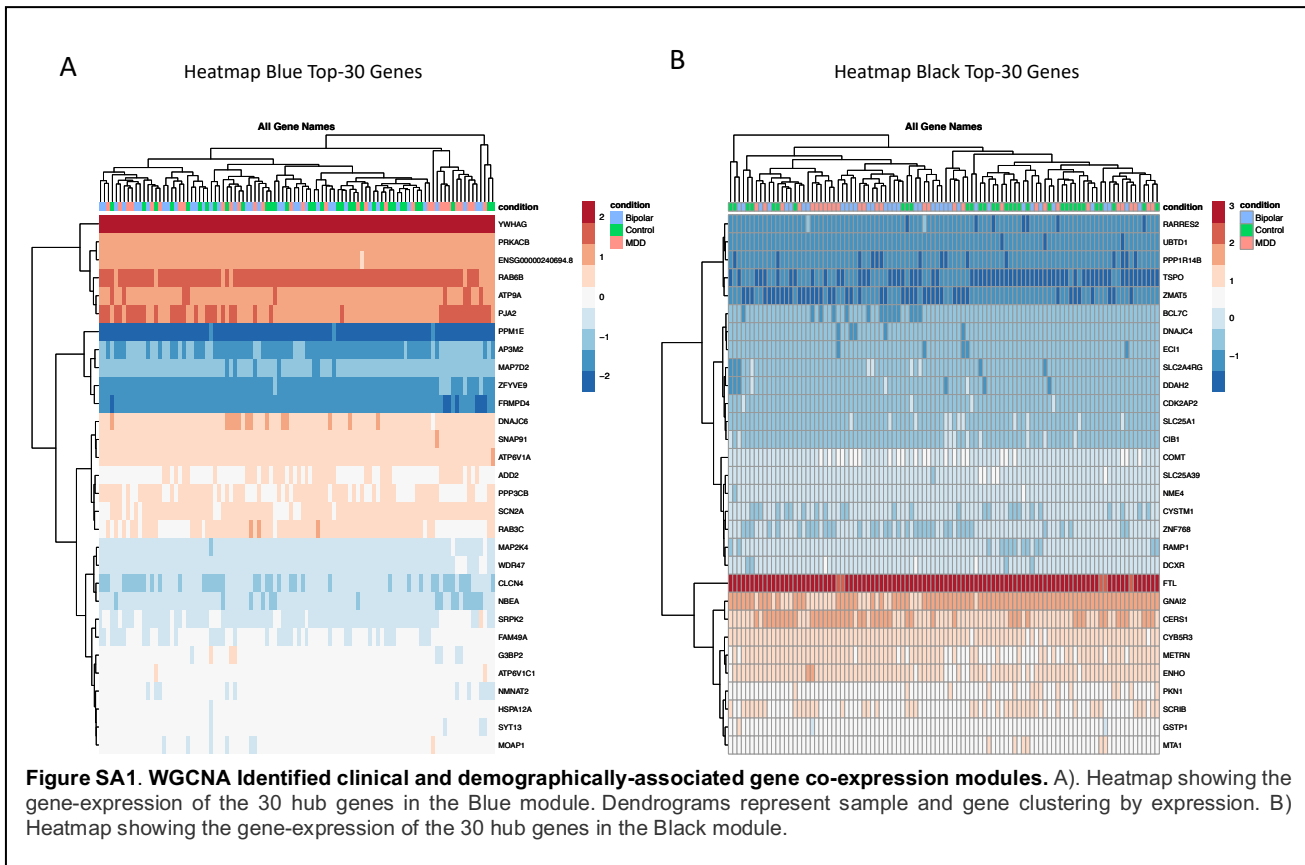 A
Heatmap Blue Top-30 Genes
All Gene Names
condition
YWHAG
PRKACB
ENSG00000240694.8
RAB6B
ATP9A
PJA2
PPM1E
AP3M2
MAP7D2
ZFYVE9
FRMPD4
DNAJC6
SNAP91
ATP6V1A
ADD2
PPP3CB
SCN2A
RAB3C
MAP2K4
WDR47
CLCN4
NBEA
SRPK2
FAM49A
G3BP2
ATP6V1C1
NMNAT2
HSPA12A
SYT13
MOAP1
2
1
0
−1
−2
condition
Bipolar
Control
MDD
B
Heatmap Black Top-30 Genes
All Gene Names
condition
RARRES2
UBTD1
PPP1R14B
TSPO
ZMAT5
BCL7C
DNAJC4
ECI1
SLC2A4RG
DDAH2
CDK2AP2
SLC25A1
CIB1
COMT
SLC25A39
NME4
CYSTM1
ZNF768
RAMP1
DCXR
FTL
GNAI2
CERS1
CYB5R3
METRN
ENHO
PKN1
SCRIB
GSTP1
MTA1
3
2
1
0
−1
condition
Bipolar
Control
MDD
Figure SA1. WGCNA Identified clinical and demographically-associated gene co-expression modules. A). Heatmap showing the
gene-expression of the 30 hub genes in the Blue module. Dendrograms represent sample and gene clustering by expression. B)
Heatmap showing the gene-expression of the 30 hub genes in the Black module.